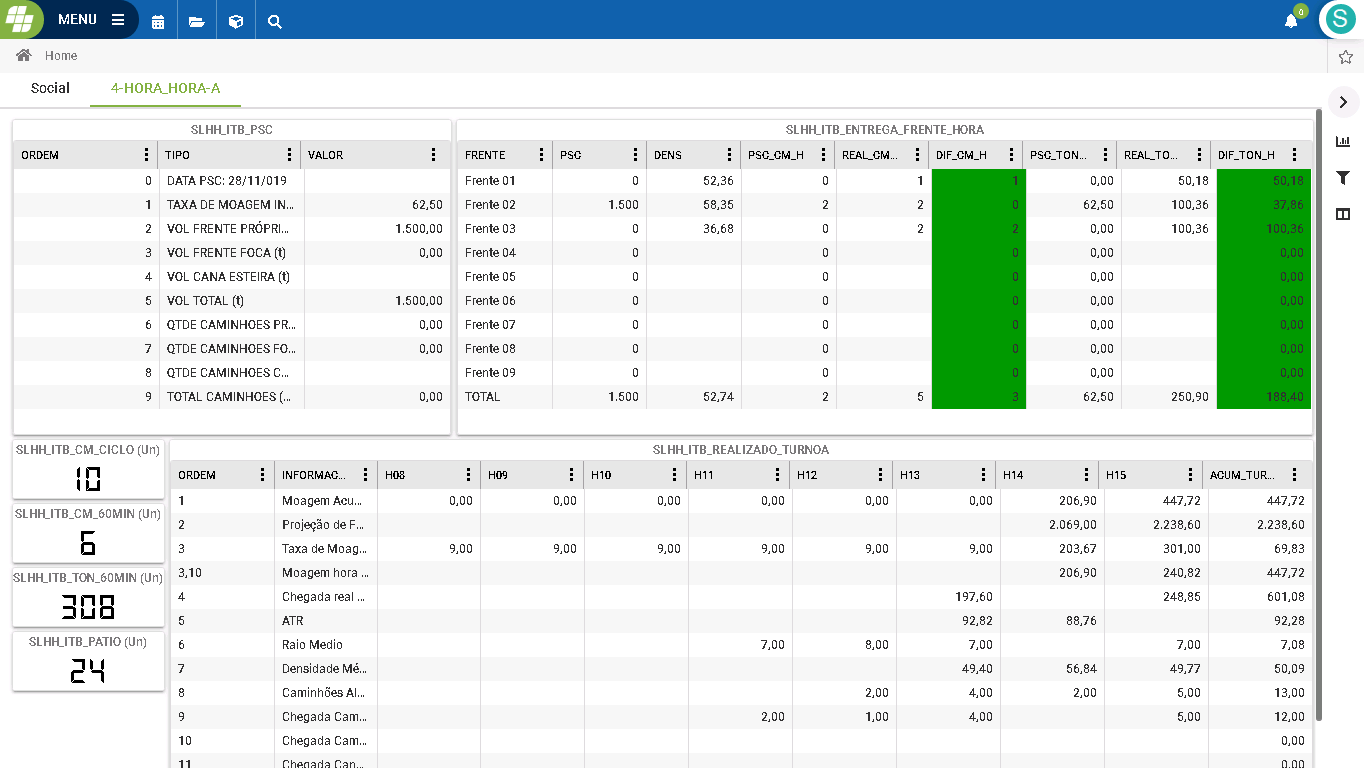 MENU
0
S
Home
Social 4-HORA_HORA-A
SLHH_ITB_PSC
ORDEM TIPO VALOR
0 DATA PSC: 28/11/019
1 TAXA DE MOAGEM IN... 62,50
2 VOL FRENTE PRÓPRI... 1.500,00
3 VOL FRENTE FOCA (t) 0,00
4 VOL CANA ESTEIRA (t)
5 VOL TOTAL (t) 1.500,00
6 QTDE CAMINHOES PR... 0,00
7 QTDE CAMINHOES FO... 0,00
8 QTDE CAMINHOES C...
9 TOTAL CAMINHOES (... 0,00
SLHH_ITB_ENTREGA_FRENTE_HORA
FRENTE PSC DENS PSC_CM_H REAL_CM... DIF_CM_H PSC_TON... REAL_TO... DIF_TON_H
Frente 01 0 52,36 0 1 1 0,00 50,18 50,18
Frente 02 1.500 58,35 2 2 0 62,50 100,36 37,86
Frente 03 0 36,68 0 2 2 0,00 100,36 100,36
Frente 04 0 0 0 0,00 0,00
Frente 05 0 0 0 0,00 0,00
Frente 06 0 0 0 0,00 0,00
Frente 07 0 0 0 0,00 0,00
Frente 08 0 0 0 0,00 0,00
Frente 09 0 0 0 0,00 0,00
TOTAL 1.500 52,74 2 5 3 62,50 250,90 188,40
SLHH_ITB_CM_CICLO (Un)
10
SLHH_ITB_CM_60MIN (Un)
6
SLHH_ITB_TON_60MIN (Un)
308
SLHH_ITB_PATIO (Un)
24
SLHH_ITB_REALIZADO_TURNOA
ORDEM INFORMAC... H08 H09 H10 H11 H12 H13 H14 H15 ACUM_TUR...
1 Moagem Acu... 0,00 0,00 0,00 0,00 0,00 0,00 206,90 447,72 447,72
2 Projeção de F... 2.069,00 2.238,60 2.238,60
3 Taxa de Moag... 9,00 9,00 9,00 9,00 9,00 9,00 203,67 301,00 69,83
3,10 Moagem hora ... 206,90 240,82 447,72
4 Chegada real ... 197,60 248,85 601,08
5 ATR 92,82 88,76 92,28
6 Raio Medio 7,00 8,00 7,00 7,00 7,08
7 Densidade Mé... 49,40 56,84 49,77 50,09
8 Caminhões Al... 2,00 4,00 2,00 5,00 13,00
9 Chegada Cam... 2,00 1,00 4,00 5,00 12,00
10 Chegada Cam... 0,00
11 Chegada Can... 0,00